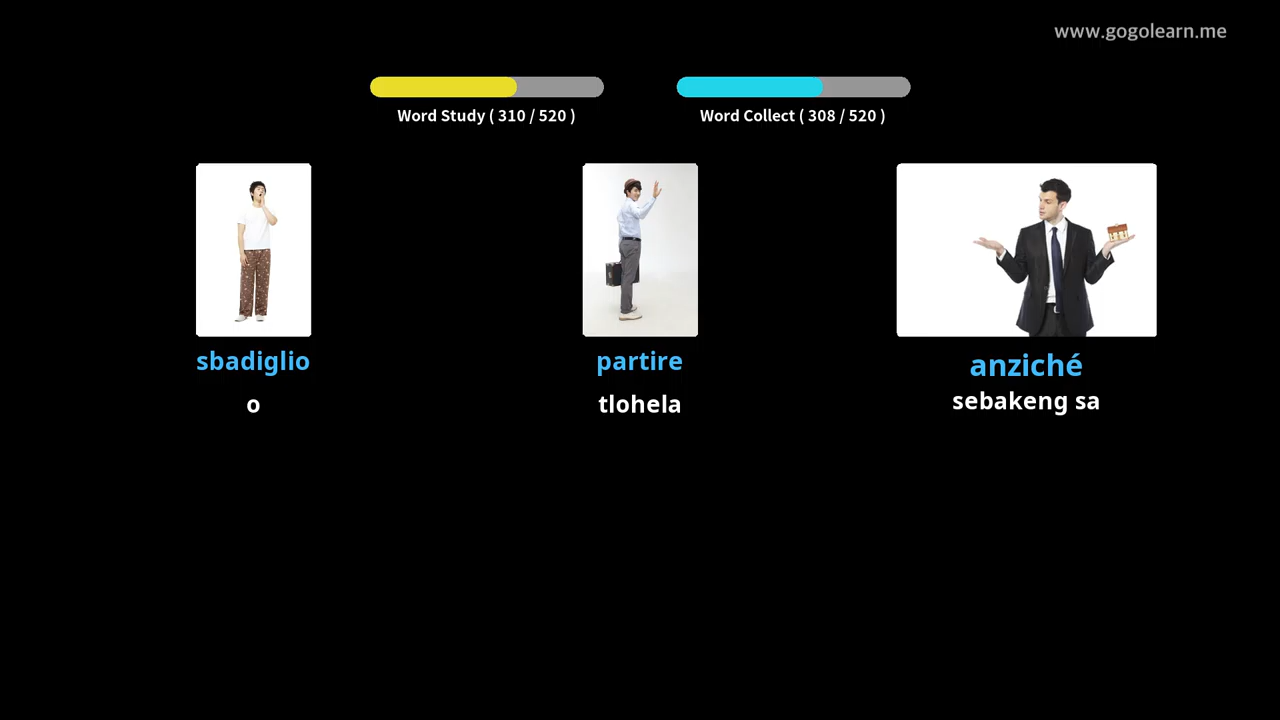 www.gogolearn.me
Word Study ( 310 / 520 )
Word Collect ( 308 / 520 )
sbadiglio
o
partire
tlohela
anziché
sebakeng sa